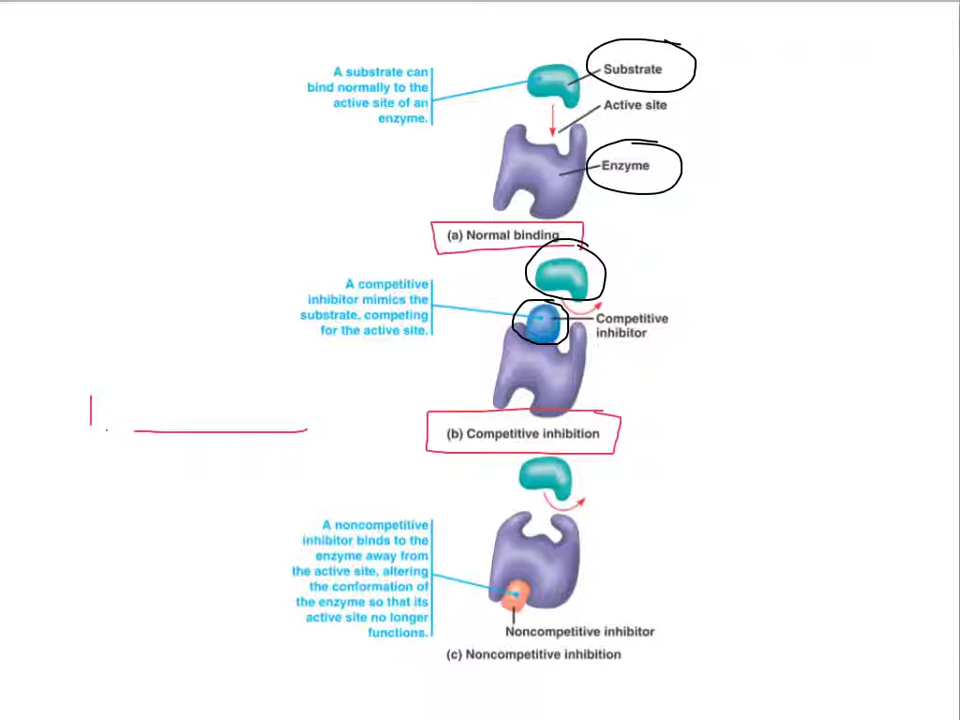 A substrate can
bind normally to the
active site of an
enzyme.
Substrate
Active site
Enzyme
(a) Normal binding
A competitive
inhibitor mimics the
substrate, competing
for the active site.
Competitive
inhibitor
(b) Competitive inhibition
A noncompetitive
inhibitor binds to the
enzyme away from
the active site, altering
the conformation of
the enzyme so that its
active site no longer
functions.
Noncompetitive inhibitor
(c) Noncompetitive inhibition